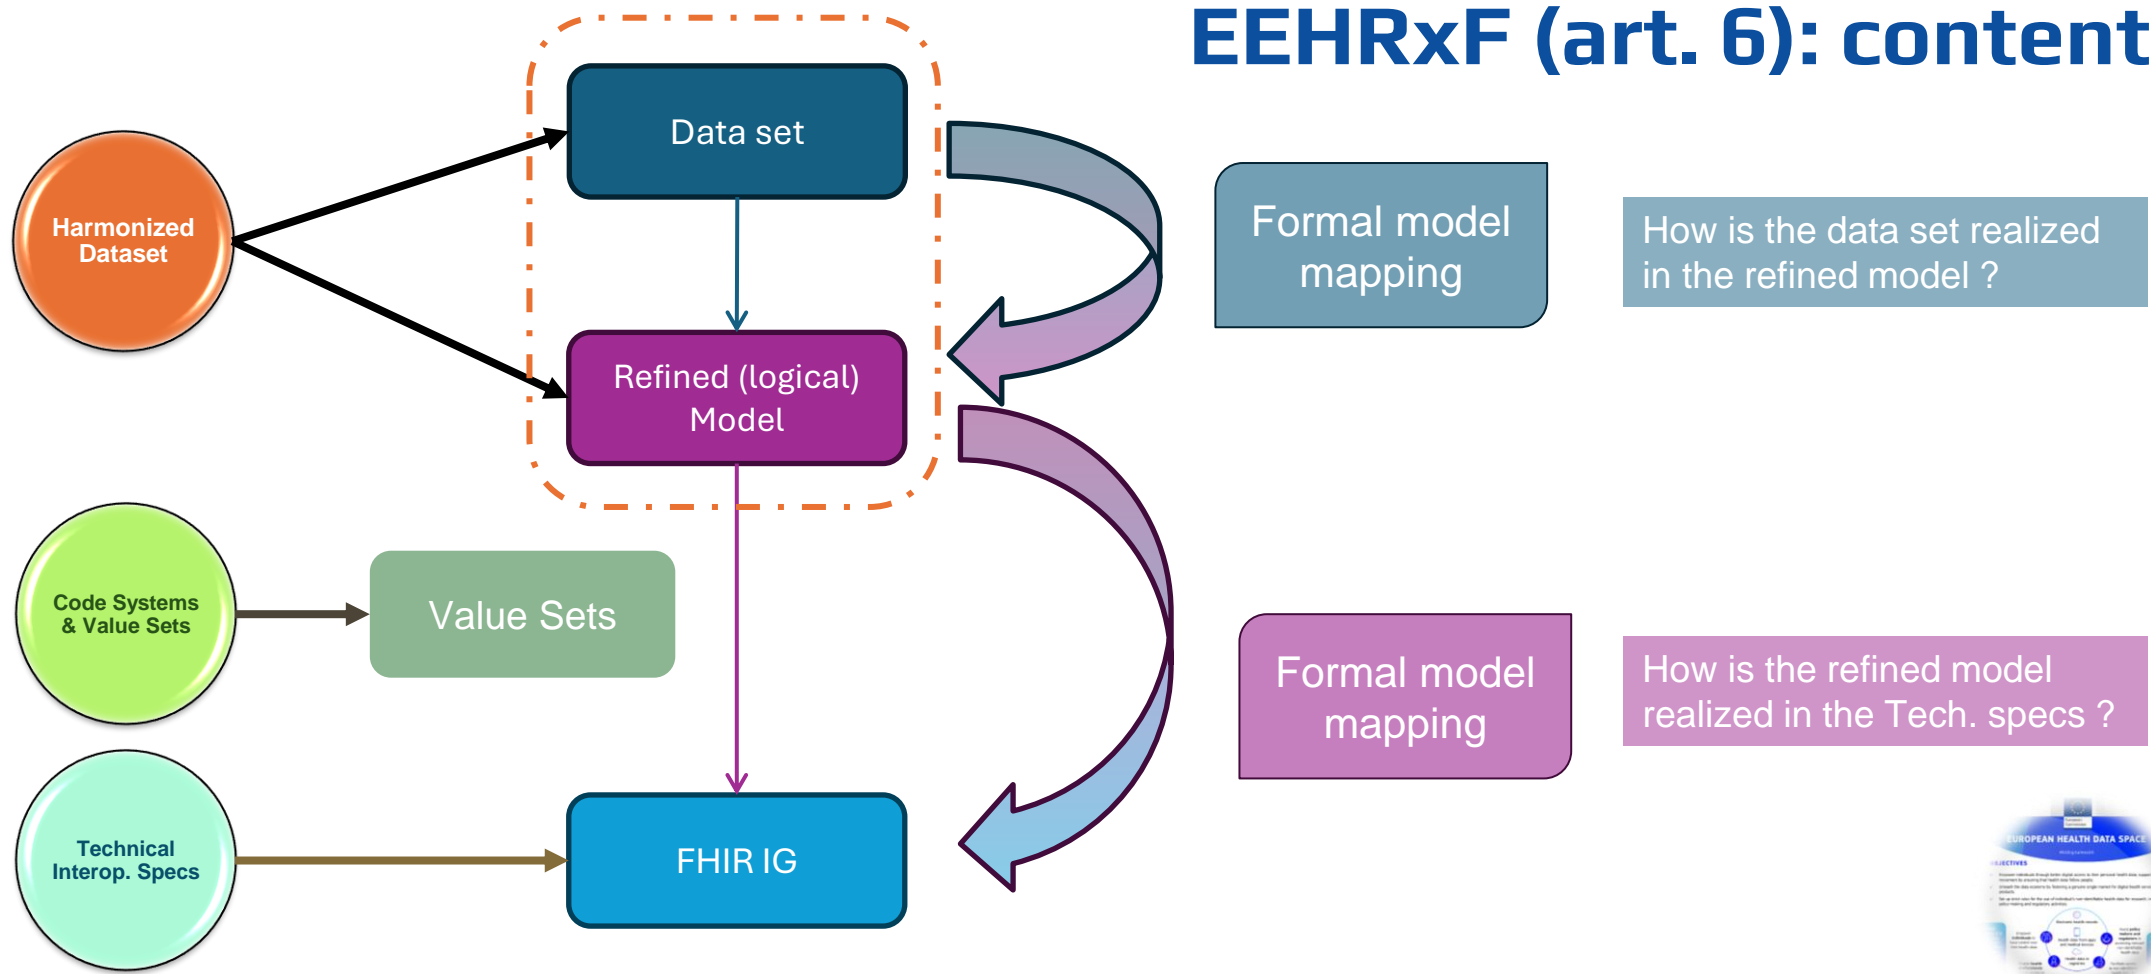 EEHRxF (art. 6): content
Data set
Harmonized
Dataset
Formal model
mapping
How is the data set realized
in the refined model ?
Refined (logical)
Model
Code Systems
& Value Sets
Value Sets
Formal model
mapping
How is the refined model
realized in the Tech. specs ?
Technical
Interop. Specs
FHIR IG
EUROPEAN HEALTH DATA SPACE